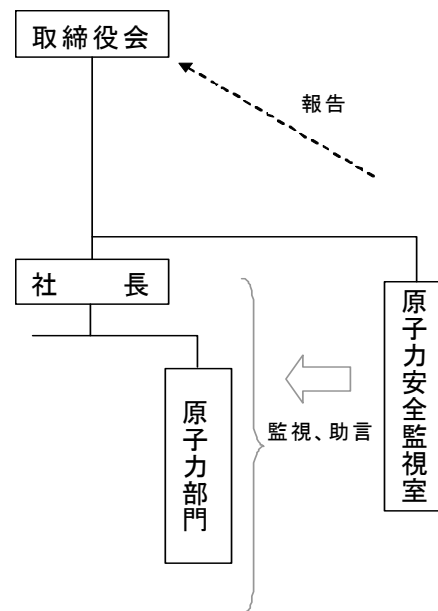 取締役会
報告
社　　長
原子力安全監視室
監視、助言
原子力部門